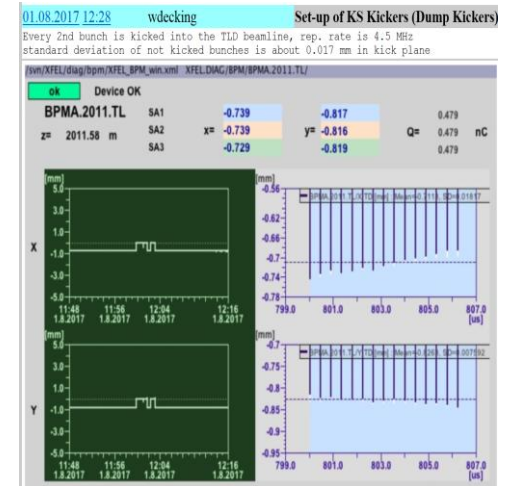 01.08.2017 12:28 wdecking Set-up of KS Kickers (Dump Kickers)
Every 2nd bunch is kicked into the TLD beamline, rep. rate is 4.5 MHz
standard deviation of not kicked bunches is about 0.017 mm in kick plane
/svn/XFEL/diag/bpm/XFEL_BPM_win.xml XFEL.DIAG/BPM/BPMA.2011.TL/
ok Device OK
BPMA.2011.TL SA1 -0.739 -0.817 0.479
z= 2011.58 m SA2 x= -0.739 y= -0.816 Q= 0.479 nC
SA3 -0.729 -0.819 0.479
[mm] [mm]
5.0
3.0
1.0
X -1.0
-3.0
-5.0
11:48 11:56 12:04 12:16
1.8.2017 1.8.2017 1.8.2017 1.8.2017
-0.56
-0.62
-0.66
-0.7
-0.74
-0.78
799.0 801.0 803.0 805.0 807.0
[us]
[mm] [mm]
5.0
3.0
1.0
Y -1.0
-3.0
-5.0
11:48 11:56 12:04 12:16
1.8.2017 1.8.2017 1.8.2017 1.8.2017
-0.7
-0.75
-0.8
-0.85
-0.9
-0.95
799.0 801.0 803.0 805.0 807.0
[us]